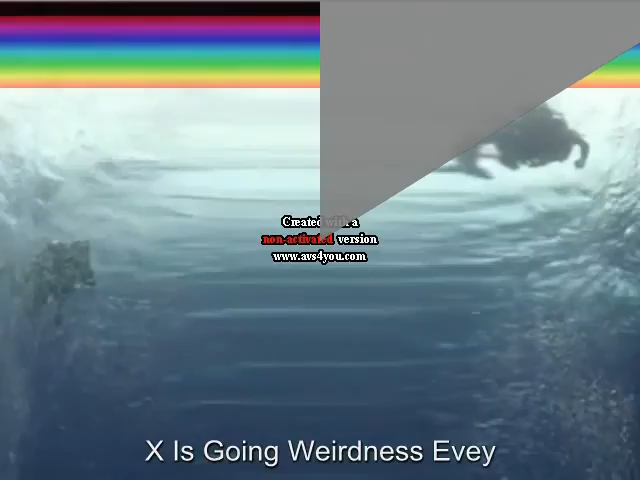 Created with a
non-activated version
www.avs4you.com
X Is Going Weirdness Evey